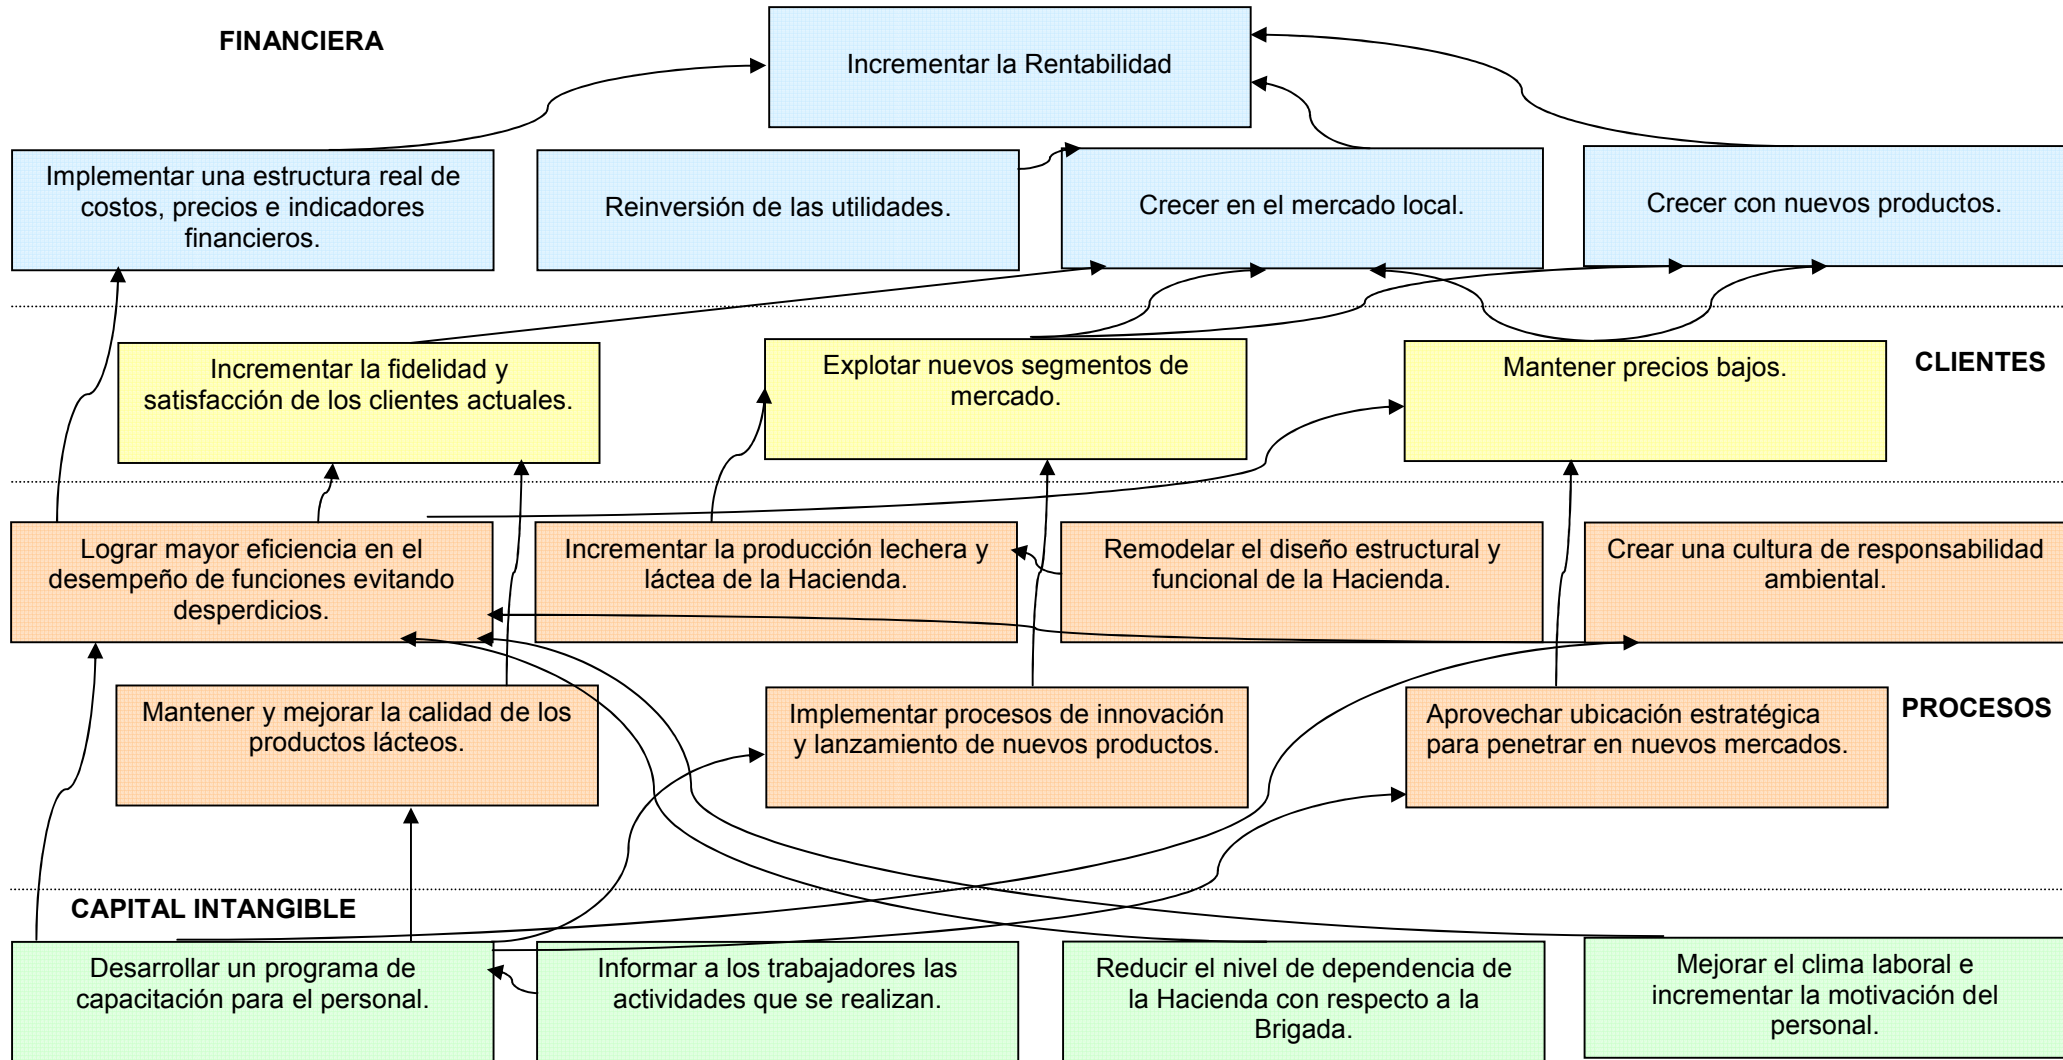 FINANCIERA
Incrementar la Rentabilidad
Implementar una estructura real de
costos, precios e indicadores
financieros.
Reinversión de las utilidades.
Crecer en el mercado local.
Crecer con nuevos productos.
CLIENTES
Incrementar la fidelidad y
satisfacción de los clientes actuales.
Explotar nuevos segmentos de
mercado.
Mantener precios bajos.
Lograr mayor eficiencia en el
desempeño de funciones evitando
desperdicios.
Incrementar la producción lechera y
láctea de la Hacienda.
Remodelar el diseño estructural y
funcional de la Hacienda.
Crear una cultura de responsabilidad
ambiental.
Mantener y mejorar la calidad de los
productos lácteos.
Implementar procesos de innovación
y lanzamiento de nuevos productos.
Aprovechar ubicación estratégica
para penetrar en nuevos mercados.
PROCESOS
CAPITAL INTANGIBLE
Desarrollar un programa de
capacitación para el personal.
Informar a los trabajadores las
actividades que se realizan.
Reducir el nivel de dependencia de
la Hacienda con respecto a la
Brigada.
Mejorar el clima laboral e
incrementar la motivación del
personal.